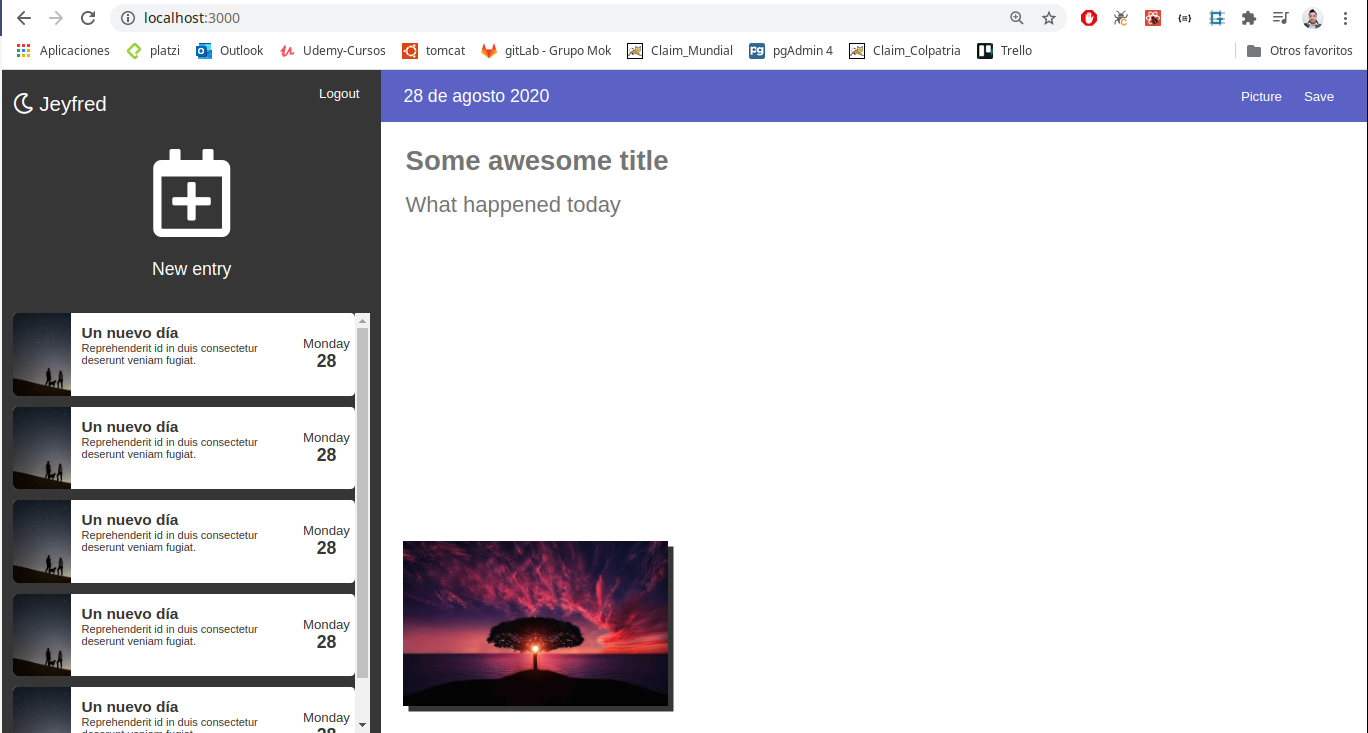 localhost:3000
Aplicaciones platzi Outlook Udemy-Cursos tomcat gitLab - Grupo Mok Claim_Mundial pgAdmin 4 Claim_Colpatria Trello Otros favoritos
Jeyfred
Logout
New entry
Un nuevo día
Reprehenderit id in duis consectetur
deserunt veniam fugiat.
Monday
28
Un nuevo día
Reprehenderit id in duis consectetur
deserunt veniam fugiat.
Monday
28
Un nuevo día
Reprehenderit id in duis consectetur
deserunt veniam fugiat.
Monday
28
Un nuevo día
Reprehenderit id in duis consectetur
deserunt veniam fugiat.
Monday
28
Un nuevo día
Reprehenderit id in duis consectetur
deserunt veniam fugiat.
Monday
28
28 de agosto 2020
Picture Save
Some awesome title
What happened today